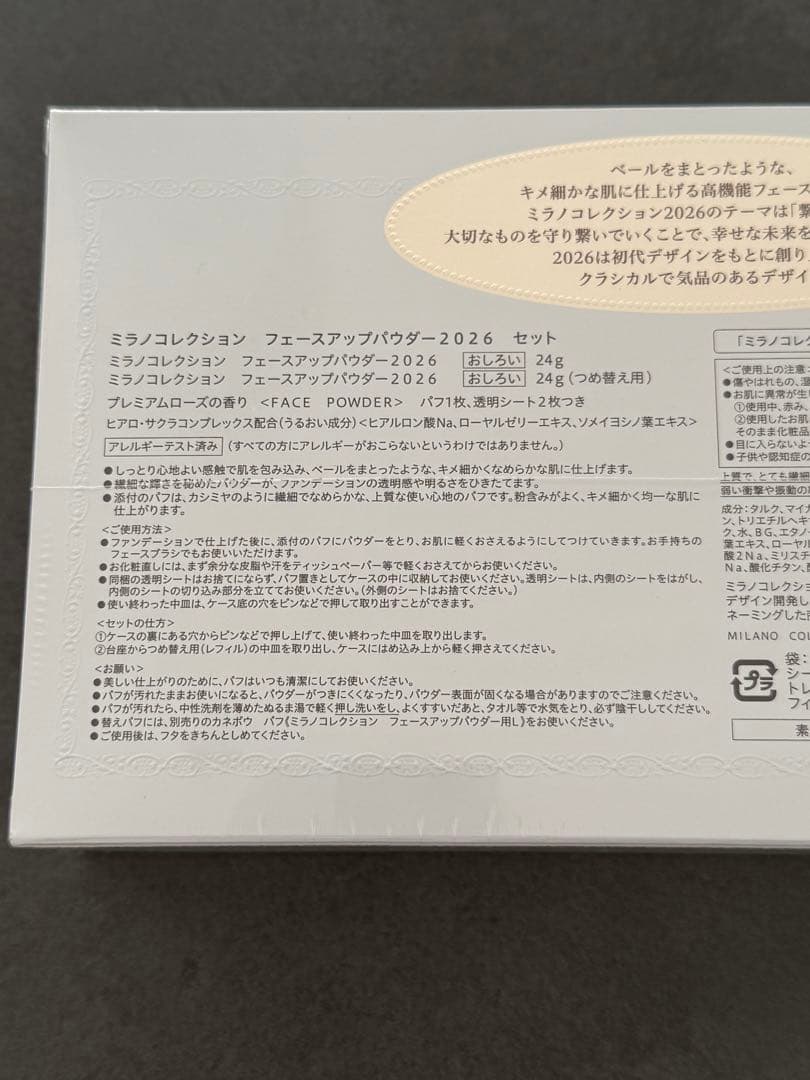 ベールをまとったような、
キメ細かな肌に仕上げる高機能フェース
ミラノコレクション2026のテーマは「繋
大切なものを守り繋いでいくことで、幸せな未来を
2026は初代デザインをもとに創り
クラシカルで気品のあるデザイ
ミラノコレクション フェースアップパウダー2026 セット
ミラノコレクション フェースアップパウダー2026 おしろい 24g
ミラノコレクション フェースアップパウダー2026 おしろい 24g(つめ替え用)
プレミアムローズの香り <FACE POWDER> パフ1枚、透明シート2枚つき
ヒアロ・サクラコンプレックス配合(うるおい成分)<ヒアルロン酸Na、ローヤルゼリーエキス、ソメイヨシノ葉エキス>
アレルギーテスト済み (すべての方にアレルギーがおこらないというわけではありません。)
●しっとり心地よい感触で肌を包み込み、ベールをまとったような、キメ細かくなめらかな肌に仕上げます。
●繊細な輝きを秘めたパウダーが、ファンデーションの透明感や明るさをひきたてます。
●添付のパフは、カシミヤのように繊細でなめらかな、上質な使い心地のパフです。粉含みがよく、キメ細かく均一な肌に
仕上がります。
<ご使用方法>
●ファンデーションで仕上げた後に、添付のパフにパウダーをとり、お肌に軽くおさえるようにしてつけていきます。お手持ちの
フェースブラシでもお使いいただけます。
●お化粧直しには、まず余分な皮脂や汗をティッシュペーパー等で軽くおさえてからお使いください。
●同梱の透明シートはお捨てにならず、パフ置きとしてケースの中に収納してお使いください。透明シートは、内側のシートをはがし、
内側のシートの切り込み部分を立ててお使いください。(外側のシートはお捨てください。)
●使い終わった中皿は、ケース底の穴をピンなどで押して取り出すことができます。
<セットの仕方>
①ケースの裏にある穴からピンなどで押し上げて、使い終わった中皿を取り出します。
②台座からつめ替え用(レフィル)の中皿を取り出し、ケースにはめ込み上から軽く押さえてください。
<お願い>
●美しい仕上がりのために、パフはいつも清潔にしてお使いください。
●パフが汚れたままお使いになると、パウダーがつきにくくなったり、パウダー表面が固くなる場合がありますのでご注意ください。
●パフが汚れたら、中性洗剤を薄めたぬるま湯で軽く押し洗いをし、よくすすいだあと、タオル等で水気をとり、必ず陰干ししてください。
●替えパフには、別売りのカネボウ パフ《ミラノコレクション フェースアップパウダー用L》をお使いください。
●ご使用後は、フタをきちんとしめてください。
「ミラノコレク
<ご使用上の注意
●傷やはれもの、湿
●お肌に異常が生
①使用中、赤み、
②使用したお肌
そのまま化粧品
●目に入らないよ
●子供や認知症の
上質で、とても繊細
弱い衝撃や振動の
成分:タルク、マイカ
ン、トリエチルヘキ
ク、水、BG、エタノ
葉エキス、ローヤル
酸2Na、ミリスチ
Na、酸化チタン、
ミラノコレクショ
デザイン開発し
ネーミングした
MILANO COL
プラ
袋:
シー
トレ
フィ
素